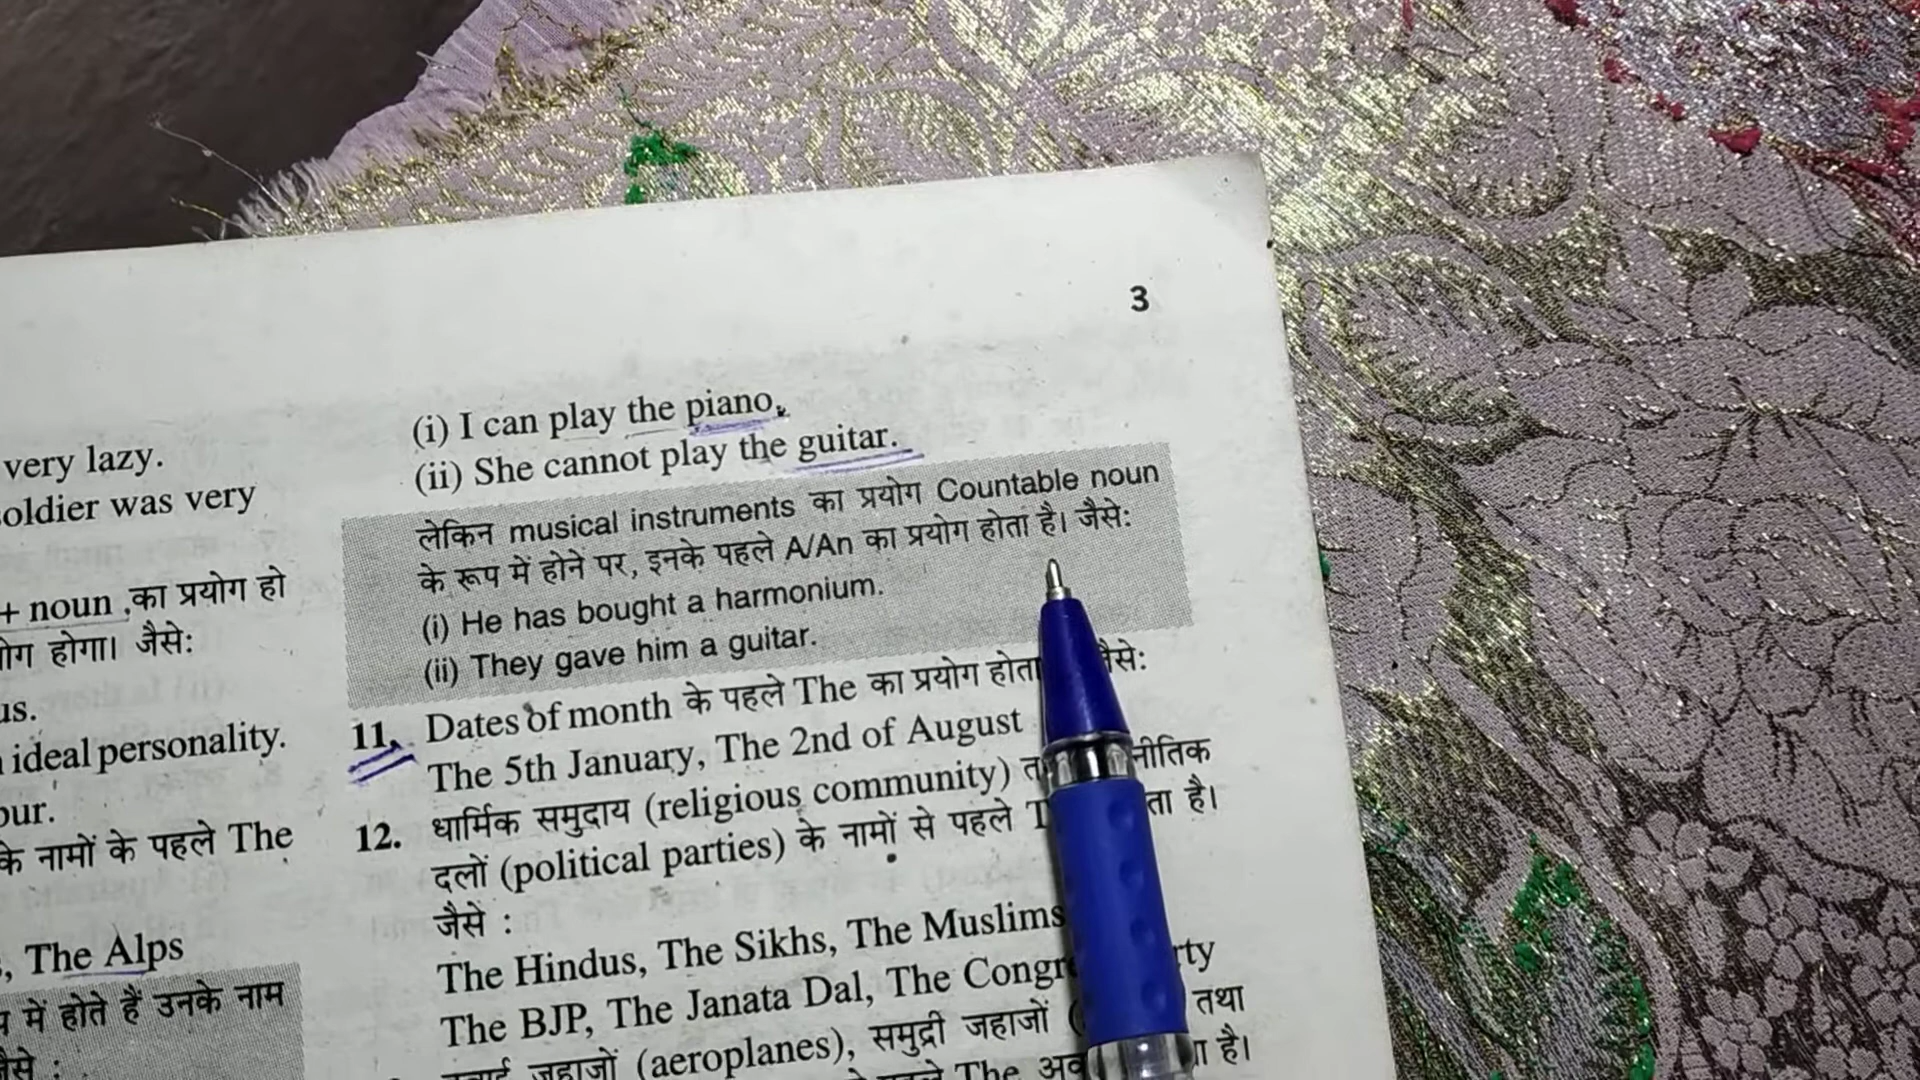 3
very lazy.
soldier was very
+ noun ,का प्रयोग हो
होगा। जैसे:
us.
ideal personality.
के नामों के पहले The
, The Alps
में होते हैं उनके नाम
(i) I can play the piano.
(ii) She cannot play the guitar.
लेकिन musical instruments का प्रयोग Countable noun
के रूप में होने पर, इनके पहले A/An का प्रयोग होता है। जैसे:
(i) He has bought a harmonium.
(ii) They gave him a guitar.
11. Dates of month के पहले The का प्रयोग होता
The 5th January, The 2nd of August
12. धार्मिक समुदाय (religious community)
दलों (political parties) के नामों से पहले
जैसे :
The Hindus, The Sikhs, The Muslims
The BJP, The Janata Dal, The
जहाजों (aeroplanes), समुद्री जहाजों तथा
पहले The है।